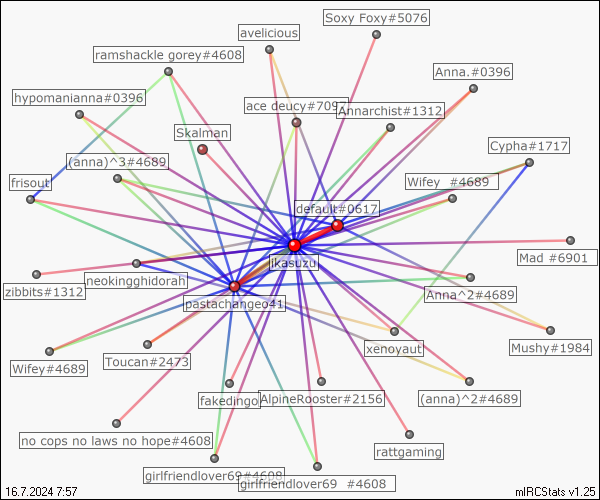 Soxy Foxy#5076
avelicious
ramshackle gorey#4608
Anna.#0396
hypomanianna#0396
ace deucy#7097
Annarchist#1312
Skalman
Cypha#1717
(anna)^3#4689
frisout
Wifey #4689
default#0617
Mad #6901
ikasuzu
neokingghidorah
zibbits#1312
Anna^2#4689
pastachangeo41
xenoyaut
Mushy#1984
Toucan#2473
Wifey#4689
fakedingo
AlpineRooster#2156
(anna)^2#4689
no cops no laws no hope#4608
rattgaming
girlfriendlover69#4608
girlfriendlover69 #4608
16.7.2024 7:57
mIRCStats v1.25